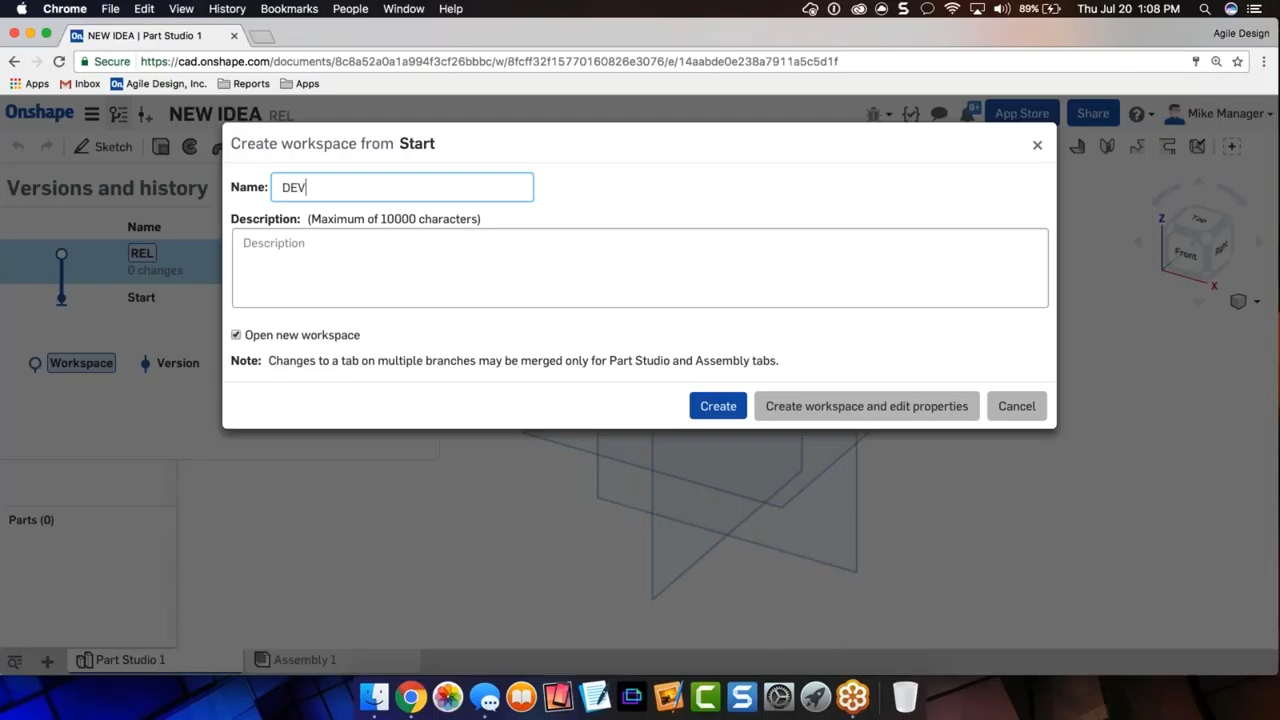 Chrome File Edit View History Bookmarks People Window Help 89% Thu Jul 20 1:08 PM
On NEW IDEA | Part Studio 1 Agile Design
Secure https://cad.onshape.com/documents/8c8a52a0a1a994f3cf26bbbc/w/8fcff32f15770160826e3076/e/14aabde0e238a7911a5c5d1f
Apps Inbox On Agile Design, Inc. Reports Apps
Onshape NEW IDEA REL App Store Share Mike Manager
Sketch
Create workspace from Start
Versions and history
Name: DEV
Description: (Maximum of 10000 characters)
Description
Name
REL
0 changes
Start
Open new workspace
Workspace Version
Note: Changes to a tab on multiple branches may be merged only for Part Studio and Assembly tabs.
Create Create workspace and edit properties Cancel
Z Top Front Right X
Parts (0)
Part Studio 1 Assembly 1